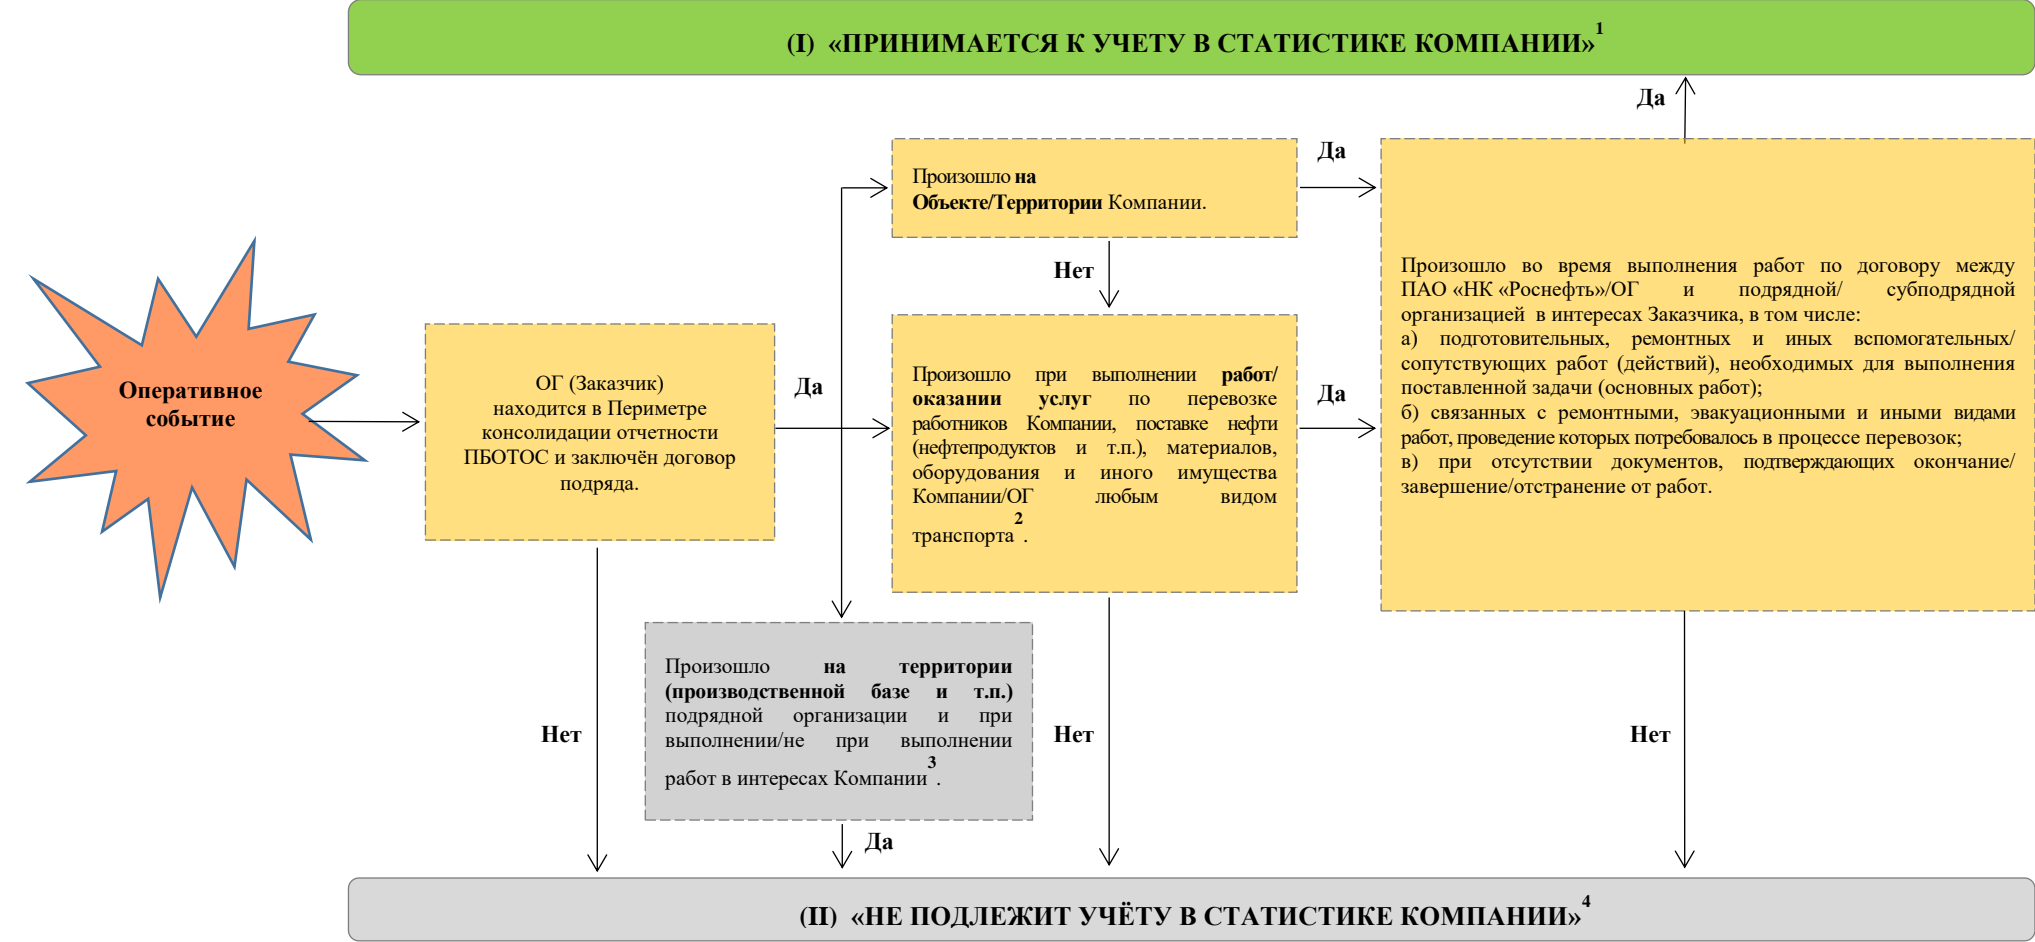 (I) «ПРИНИМАЕТСЯ К УЧЕТУ В СТАТИСТИКЕ КОМПАНИИ»1
Да
Произошло на
Объекте/Территории Компании.
Да
Нет
Оперативное
событие
ОГ (Заказчик)
находится в Периметре
консолидации отчетности
ПБОТОС и заключён договор
подряда.
Да
Произошло при выполнении работ/
оказании услуг по перевозке
работников Компании, поставке нефти
(нефтепродуктов и т.п.), материалов,
оборудования и иного имущества
Компании/ОГ любым видом
транспорта2.
Да
Произошло во время выполнения работ по договору между
ПАО «НК «Роснефть»/ОГ и подрядной/ субподрядной
организацией в интересах Заказчика, в том числе:
а) подготовительных, ремонтных и иных вспомогательных/
сопутствующих работ (действий), необходимых для выполнения
поставленной задачи (основных работ);
б) связанных с ремонтными, эвакуационными и иными видами
работ, проведение которых потребовалось в процессе перевозок;
в) при отсутствии документов, подтверждающих окончание/
завершение/отстранение от работ.
Нет
Произошло на территории
(производственной базе и т.п.)
подрядной организации и при
выполнении/не при выполнении
работ в интересах Компании3.
Да
Нет
Нет
(II) «НЕ ПОДЛЕЖИТ УЧЁТУ В СТАТИСТИКЕ КОМПАНИИ»4